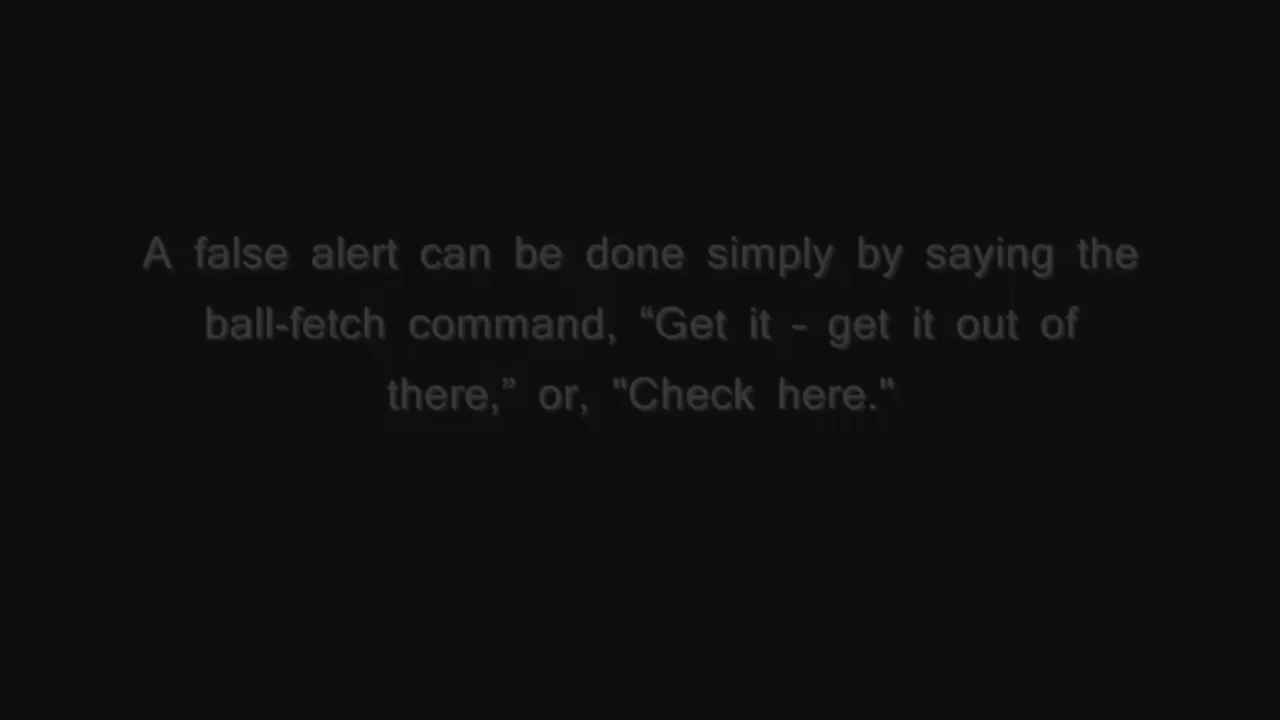 A false alert can be done simply by saying the
ball-fetch command, “Get it - get it out of
there,” or, "Check here."